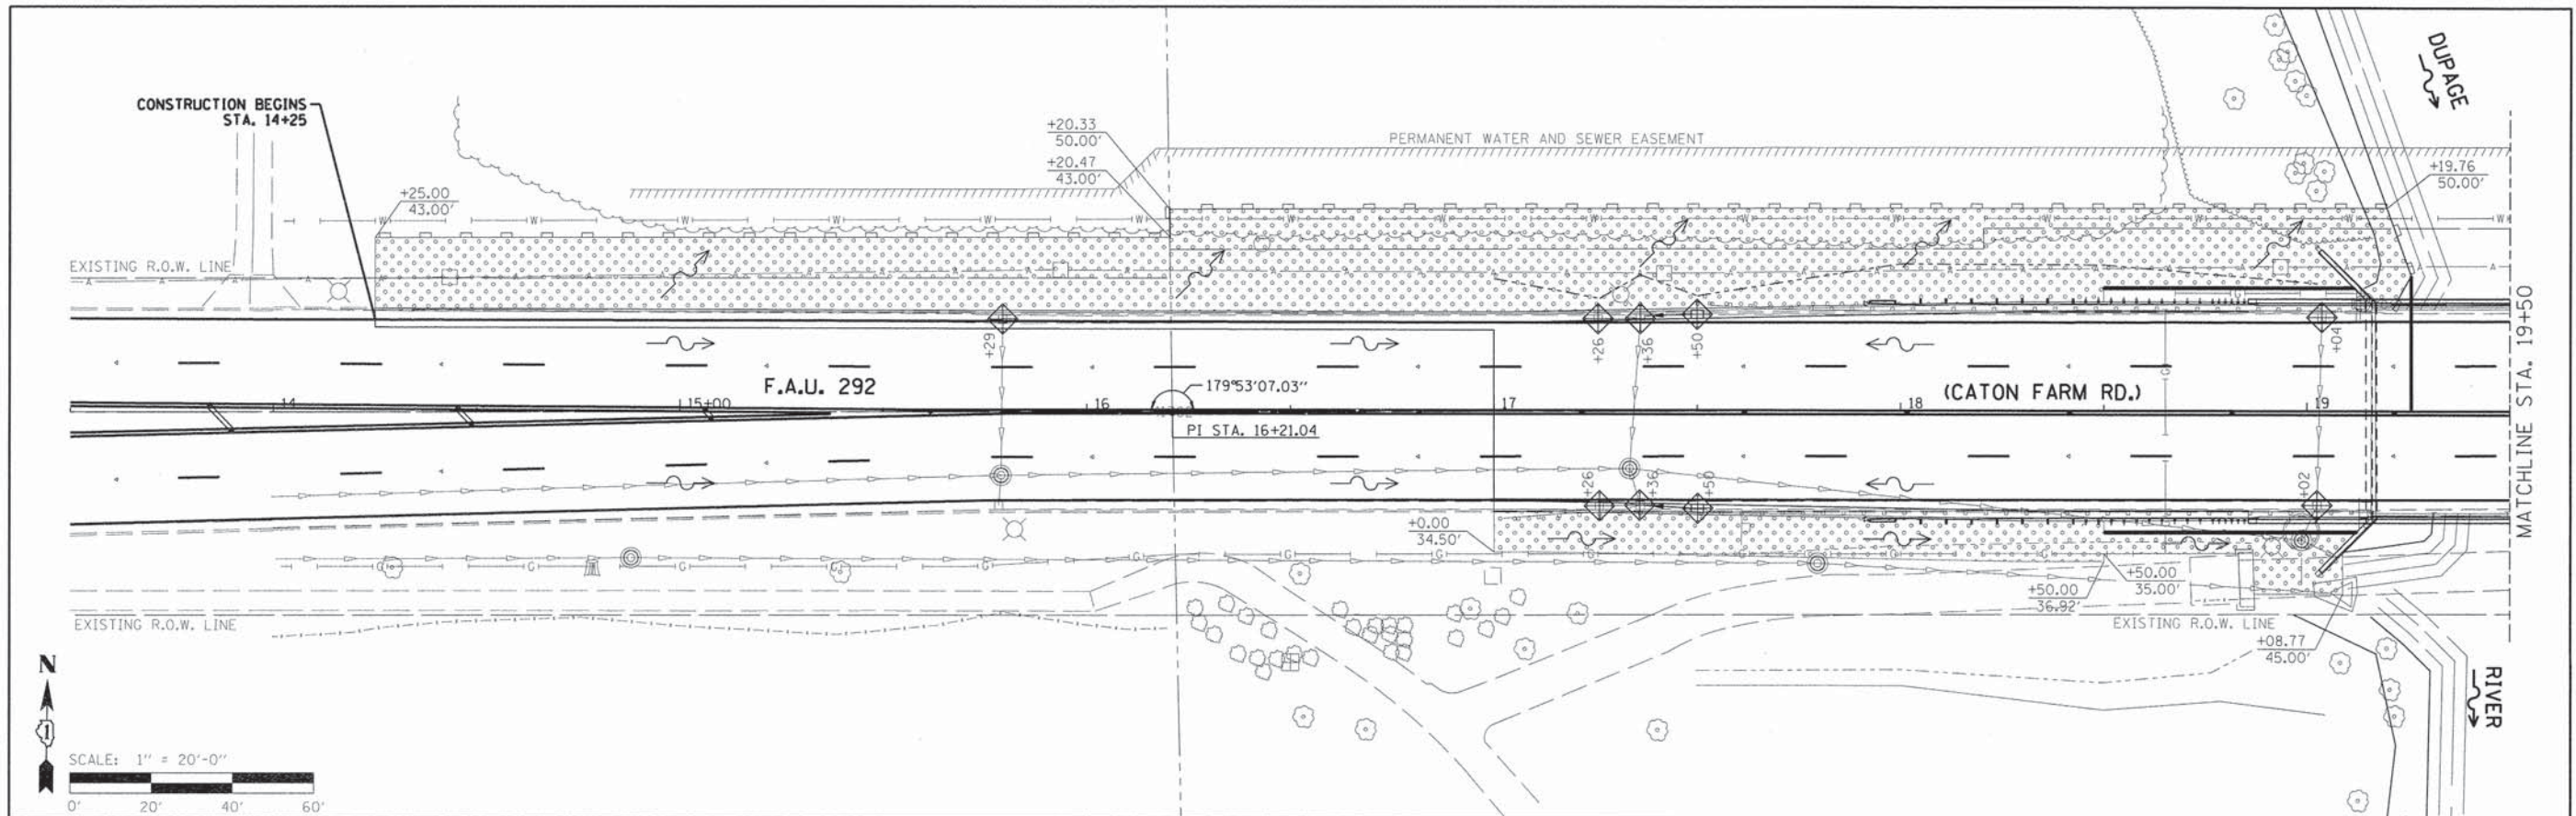 CONSTRUCTION BEGINS
STA. 14+25
+25.00
43.00'
+20.33
50.00'
+20.47
43.00'
PERMANENT WATER AND SEWER EASEMENT
DUPAGE
+19.76
50.00'
W W W W W W W W W W W W W W
EXISTING R.O.W. LINE
+29
+26
+36
+50
+04
F.A.U. 292
179°53'07.03"
(CATON FARM RD.)
14
15+00
16
17
18
19
PI STA. 16+21.04
MATCHLINE STA. 19+50
+26
+36
+50
+02
+0.00
34.50'
G G G G G G G G G
+50.00
35.00'
+50.00
36.92'
EXISTING R.O.W. LINE
EXISTING R.O.W. LINE
+08.77
45.00'
RIVER
N
1
SCALE: 1" = 20'-0"
0' 20' 40' 60'